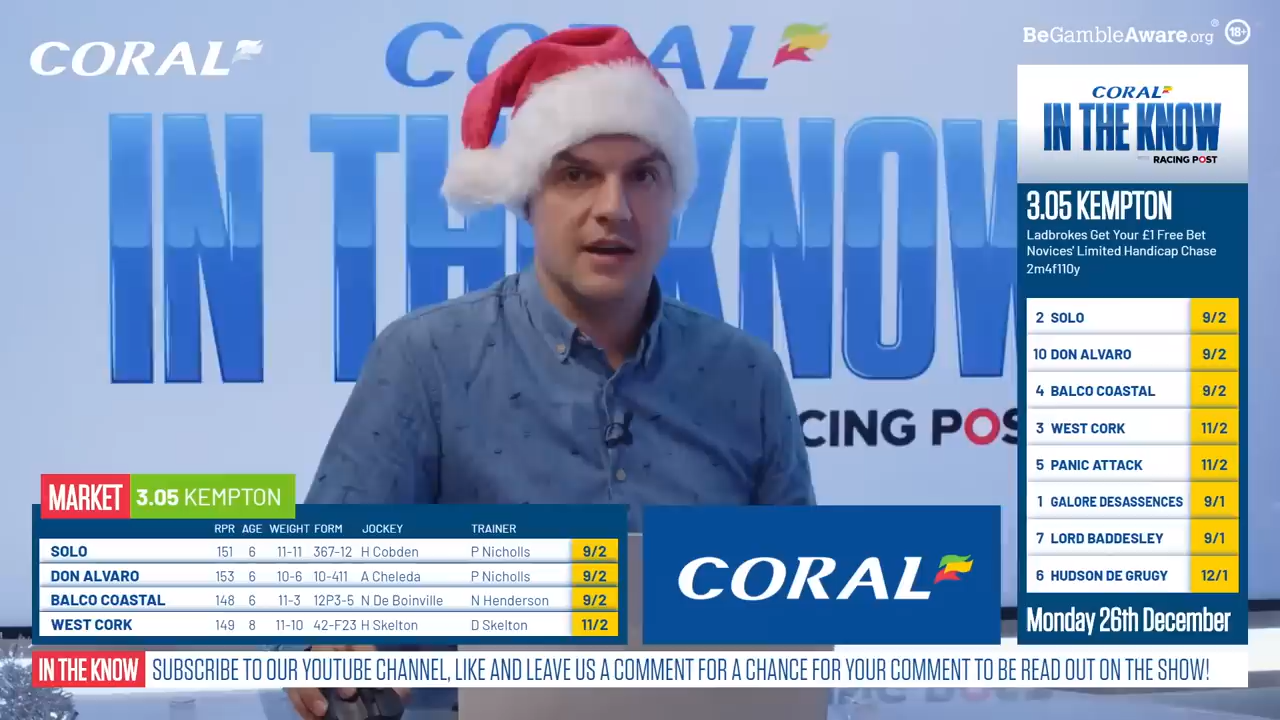 CORAL
CORAL
IN THE KNOW
CING POS
BeGambleAware.org® 18+
CORAL
IN THE KNOW
RACING POST
3.05 KEMPTON
Ladbrokes Get Your £1 Free Bet
Novices' Limited Handicap Chase
2m4f110y
2 SOLO 9/2
10 DON ALVARO 9/2
4 BALCO COASTAL 9/2
3 WEST CORK 11/2
5 PANIC ATTACK 11/2
1 GALORE DESASSENCES 9/1
7 LORD BADDESLEY 9/1
6 HUDSON DE GRUGY 12/1
Monday 26th December
MARKET 3.05 KEMPTON
RPR AGE WEIGHT FORM JOCKEY TRAINER
SOLO 151 6 11-11 367-12 H Cobden P Nicholls 9/2
DON ALVARO 153 6 10-6 10-411 A Cheleda P Nicholls 9/2
BALCO COASTAL 148 6 11-3 12P3-5 N De Boinville N Henderson 9/2
WEST CORK 149 8 11-10 42-F23 H Skelton D Skelton 11/2
CORAL
IN THE KNOW SUBSCRIBE TO OUR YOUTUBE CHANNEL, LIKE AND LEAVE US A COMMENT FOR A CHANCE FOR YOUR COMMENT TO BE READ OUT ON THE SHOW!